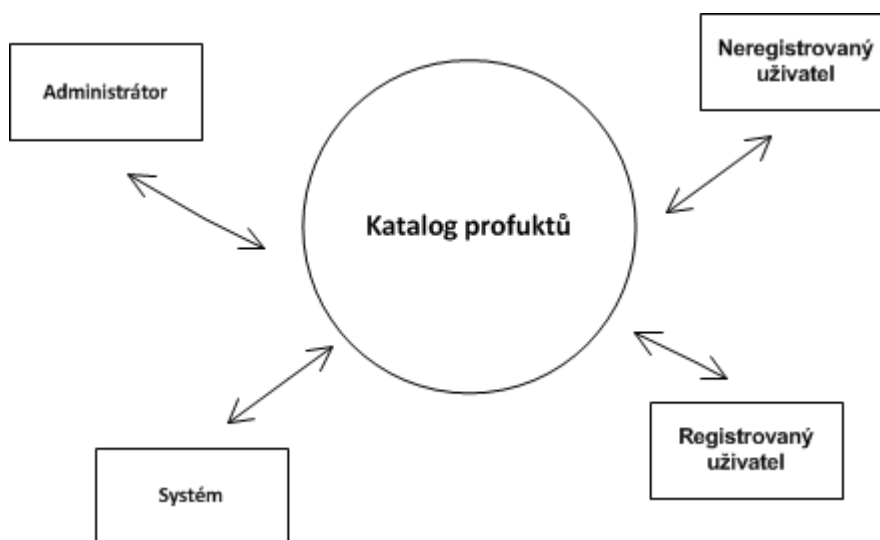 Administrátor
Neregistrovaný
uživatel
Katalog profuktů
Systém
Registrovaný
uživatel